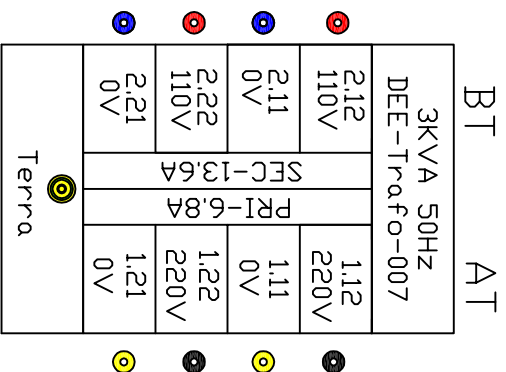 BT
AT
3KVA 50Hz
DEE-Trafo-007
2.12
110V
2.11
0V
2.22
110V
2.21
0V
SEC-13.6A
PRI-6.8A
1.12
220V
1.11
0V
1.22
220V
1.21
0V
Terra